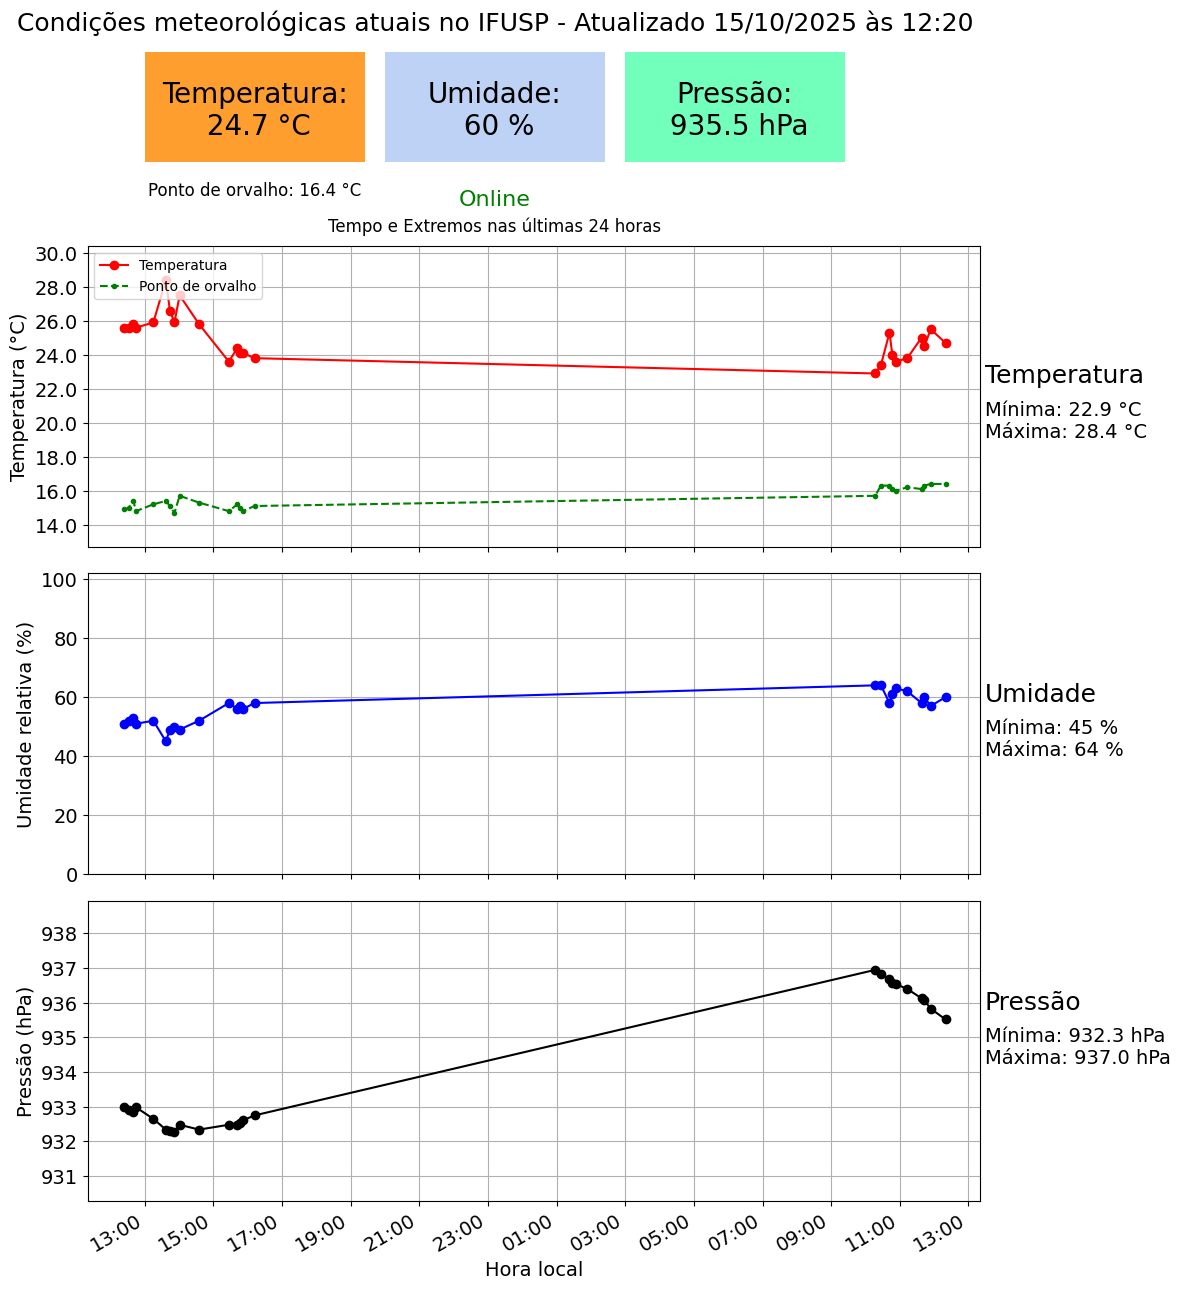 Condições meteorológicas atuais no IFUSP - Atualizado 15/10/2025 às 12:20
Temperatura:
24.7 °C
Umidade:
60 %
Pressão:
935.5 hPa
Ponto de orvalho: 16.4 °C
Online
Tempo e Extremos nas últimas 24 horas
Temperatura
Ponto de orvalho
Temperatura (°C)
30.0
28.0
26.0
24.0
22.0
20.0
18.0
16.0
14.0
Temperatura
Mínima: 22.9 °C
Máxima: 28.4 °C
Umidade relativa (%)
100
80
60
40
20
0
Umidade
Mínima: 45 %
Máxima: 64 %
Pressão (hPa)
938
937
936
935
934
933
932
931
Pressão
Mínima: 932.3 hPa
Máxima: 937.0 hPa
13:00 15:00 17:00 19:00 21:00 23:00 01:00 03:00 05:00 07:00 09:00 11:00 13:00
Hora local